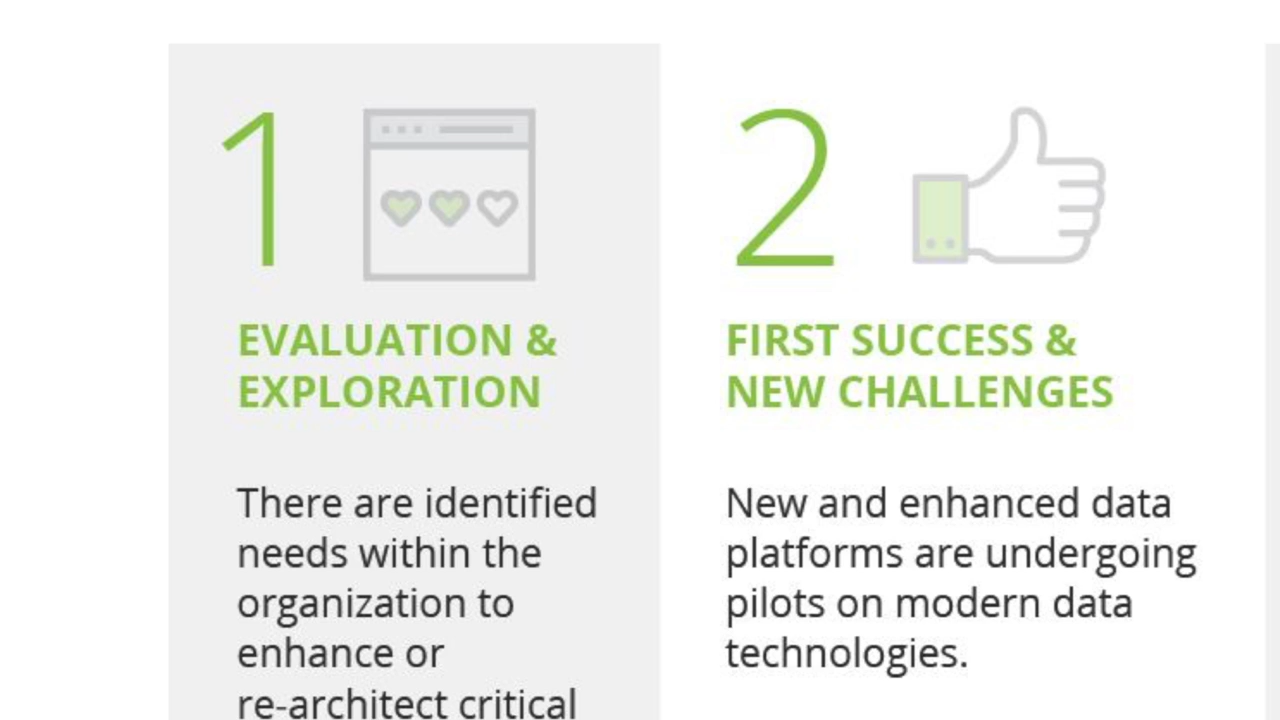 1
EVALUATION &
EXPLORATION
There are identified
needs within the
organization to
enhance or
re-architect critical
2
FIRST SUCCESS &
NEW CHALLENGES
New and enhanced data
platforms are undergoing
pilots on modern data
technologies.